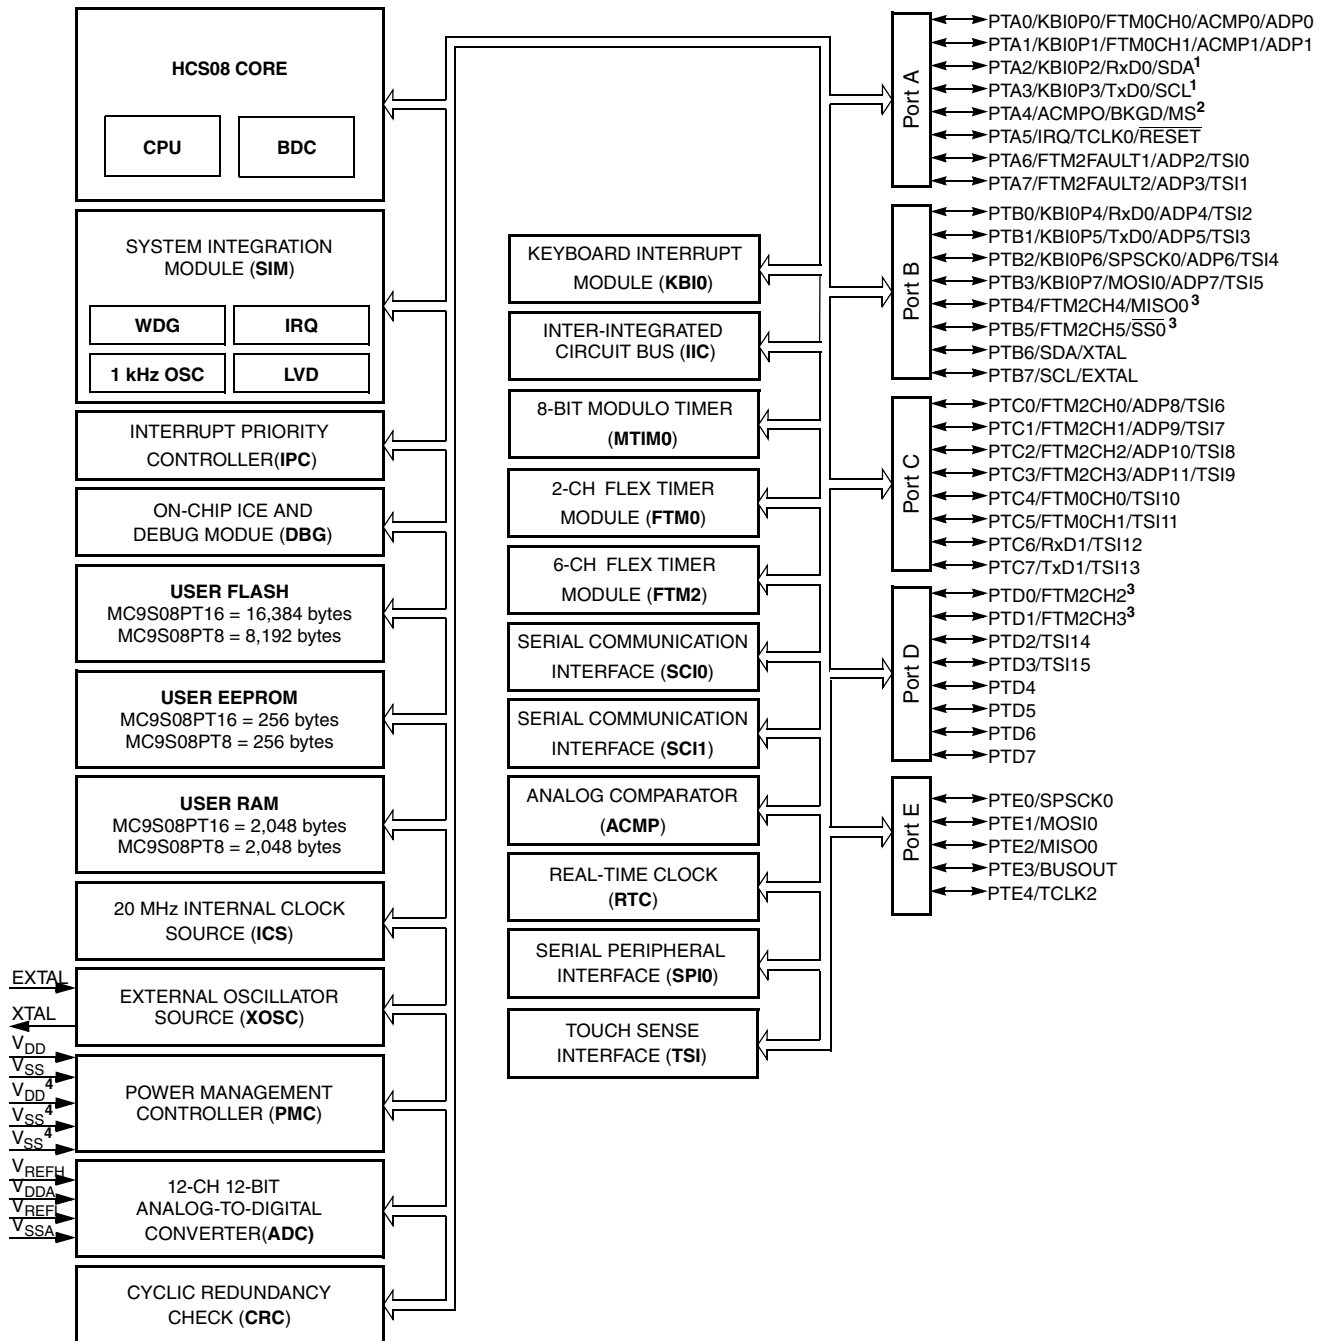 HCS08 CORE
CPU
BDC
SYSTEM INTEGRATION
MODULE (SIM)
WDG
IRQ
1 kHz OSC
LVD
INTERRUPT PRIORITY
CONTROLLER(IPC)
ON-CHIP ICE AND
DEBUG MODUE (DBG)
USER FLASH
MC9S08PT16 = 16,384 bytes
MC9S08PT8 = 8,192 bytes
USER EEPROM
MC9S08PT16 = 256 bytes
MC9S08PT8 = 256 bytes
USER RAM
MC9S08PT16 = 2,048 bytes
MC9S08PT8 = 2,048 bytes
20 MHz INTERNAL CLOCK
SOURCE (ICS)
EXTAL
XTAL
EXTERNAL OSCILLATOR
SOURCE (XOSC)
VDD
VSS
VDD4
VSS4
VSS4
POWER MANAGEMENT
CONTROLLER (PMC)
VREFH
VDDA
VREFL
VSSA
12-CH 12-BIT
ANALOG-TO-DIGITAL
CONVERTER(ADC)
CYCLIC REDUNDANCY
CHECK (CRC)
KEYBOARD INTERRUPT
MODULE (KBI0)
INTER-INTEGRATED
CIRCUIT BUS (IIC)
8-BIT MODULO TIMER
(MTIM0)
2-CH FLEX TIMER
MODULE (FTM0)
6-CH FLEX TIMER
MODULE (FTM2)
SERIAL COMMUNICATION
INTERFACE (SCI0)
SERIAL COMMUNICATION
INTERFACE (SCI1)
ANALOG COMPARATOR
(ACMP)
REAL-TIME CLOCK
(RTC)
SERIAL PERIPHERAL
INTERFACE (SPI0)
TOUCH SENSE
INTERFACE (TSI)
Port A
PTA0/KBI0P0/FTM0CH0/ACMP0/ADP0
PTA1/KBI0P1/FTM0CH1/ACMP1/ADP1
PTA2/KBI0P2/RxD0/SDA1
PTA3/KBI0P3/TxD0/SCL1
PTA4/ACMPO/BKGD/MS2
PTA5/IRQ/TCLK0/RESET
PTA6/FTM2FAULT1/ADP2/TSI0
PTA7/FTM2FAULT2/ADP3/TSI1
Port B
PTB0/KBI0P4/RxD0/ADP4/TSI2
PTB1/KBI0P5/TxD0/ADP5/TSI3
PTB2/KBI0P6/SPSCK0/ADP6/TSI4
PTB3/KBI0P7/MOSI0/ADP7/TSI5
PTB4/FTM2CH4/MISO0 3
PTB5/FTM2CH5/SS0 3
PTB6/SDA/XTAL
PTB7/SCL/EXTAL
Port C
PTC0/FTM2CH0/ADP8/TSI6
PTC1/FTM2CH1/ADP9/TSI7
PTC2/FTM2CH2/ADP10/TSI8
PTC3/FTM2CH3/ADP11/TSI9
PTC4/FTM0CH0/TSI10
PTC5/FTM0CH1/TSI11
PTC6/RxD1/TSI12
PTC7/TxD1/TSI13
Port D
PTD0/FTM2CH23
PTD1/FTM2CH33
PTD2/TSI14
PTD3/TSI15
PTD4
PTD5
PTD6
PTD7
Port E
PTE0/SPSCK0
PTE1/MOSI0
PTE2/MISO0
PTE3/BUSOUT
PTE4/TCLK2